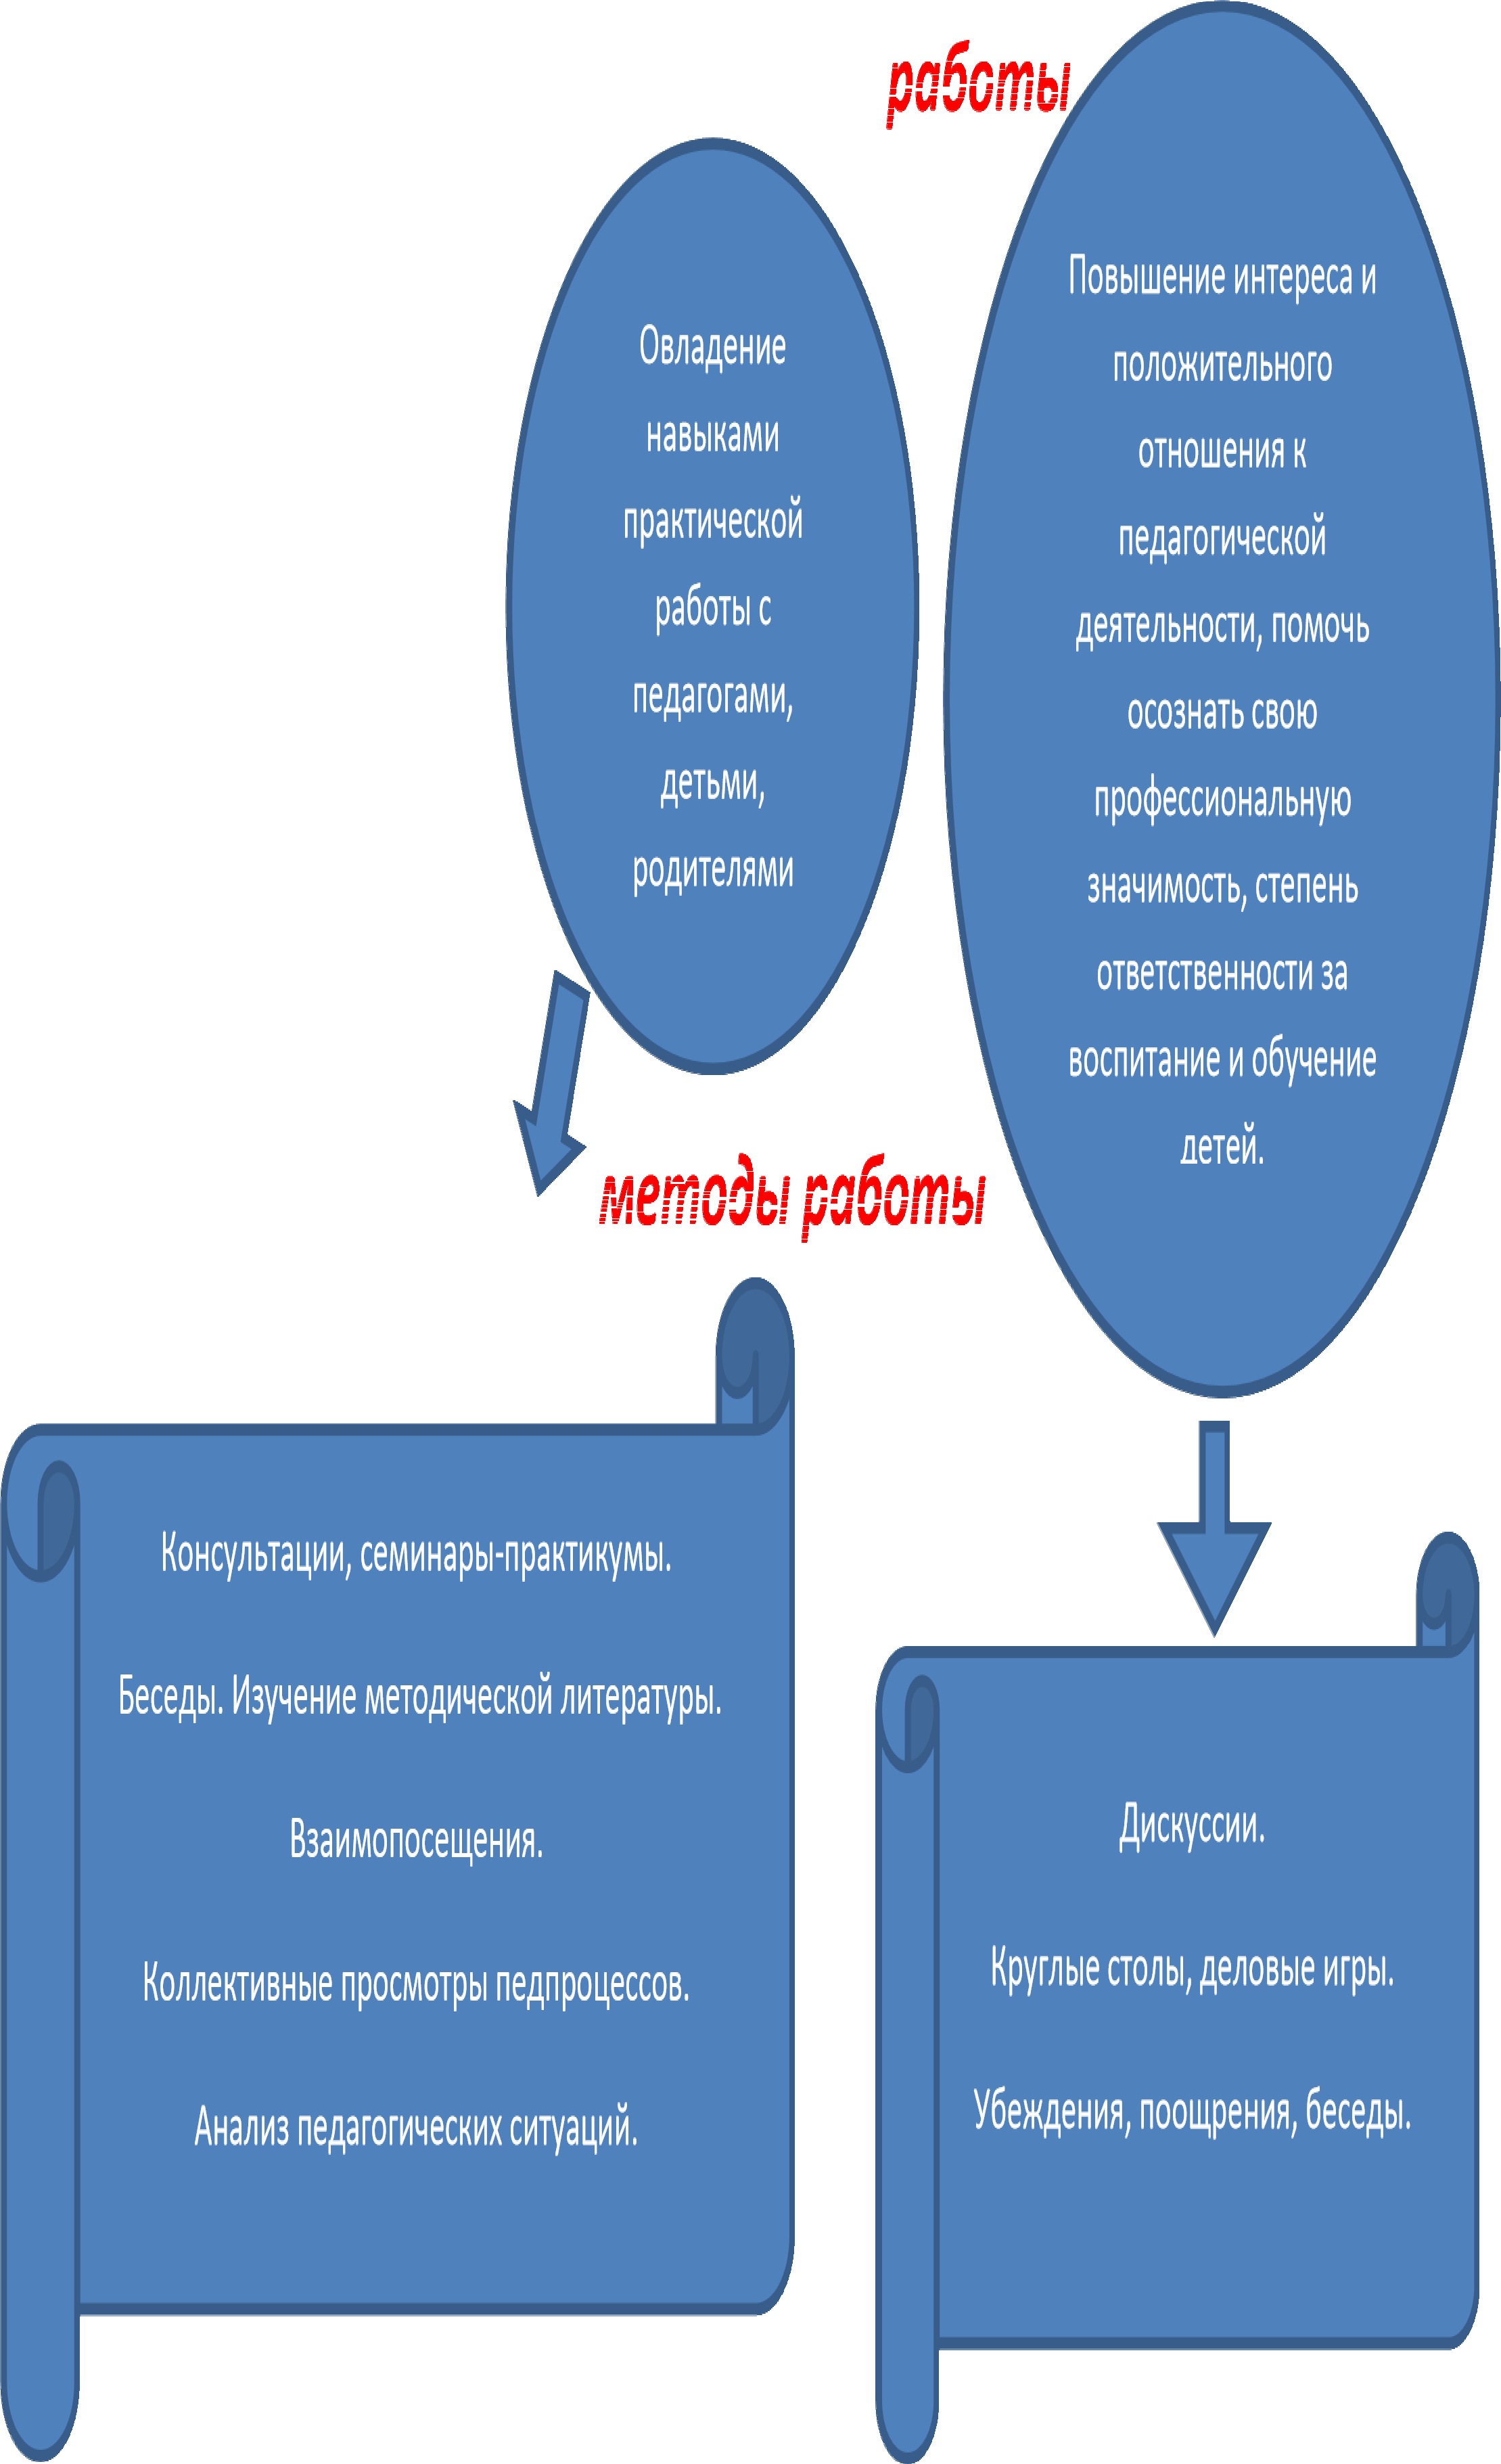 работы
Овладение
навыками
практической
работы с
педагогами,
детьми,
родителями
Повышение интереса и
положительного
отношения к
педагогической
деятельности, помочь
осознать свою
профессиональную
значимость, степень
ответственности за
воспитание и обучение
детей.
методы работы
Консультации, семинары-практикумы.
Беседы. Изучение методической литературы.
Взаимопосещения.
Коллективные просмотры педпроцессов.
Анализ педагогических ситуаций.
Дискуссии.
Круглые столы, деловые игры.
Убеждения, поощрения, беседы.